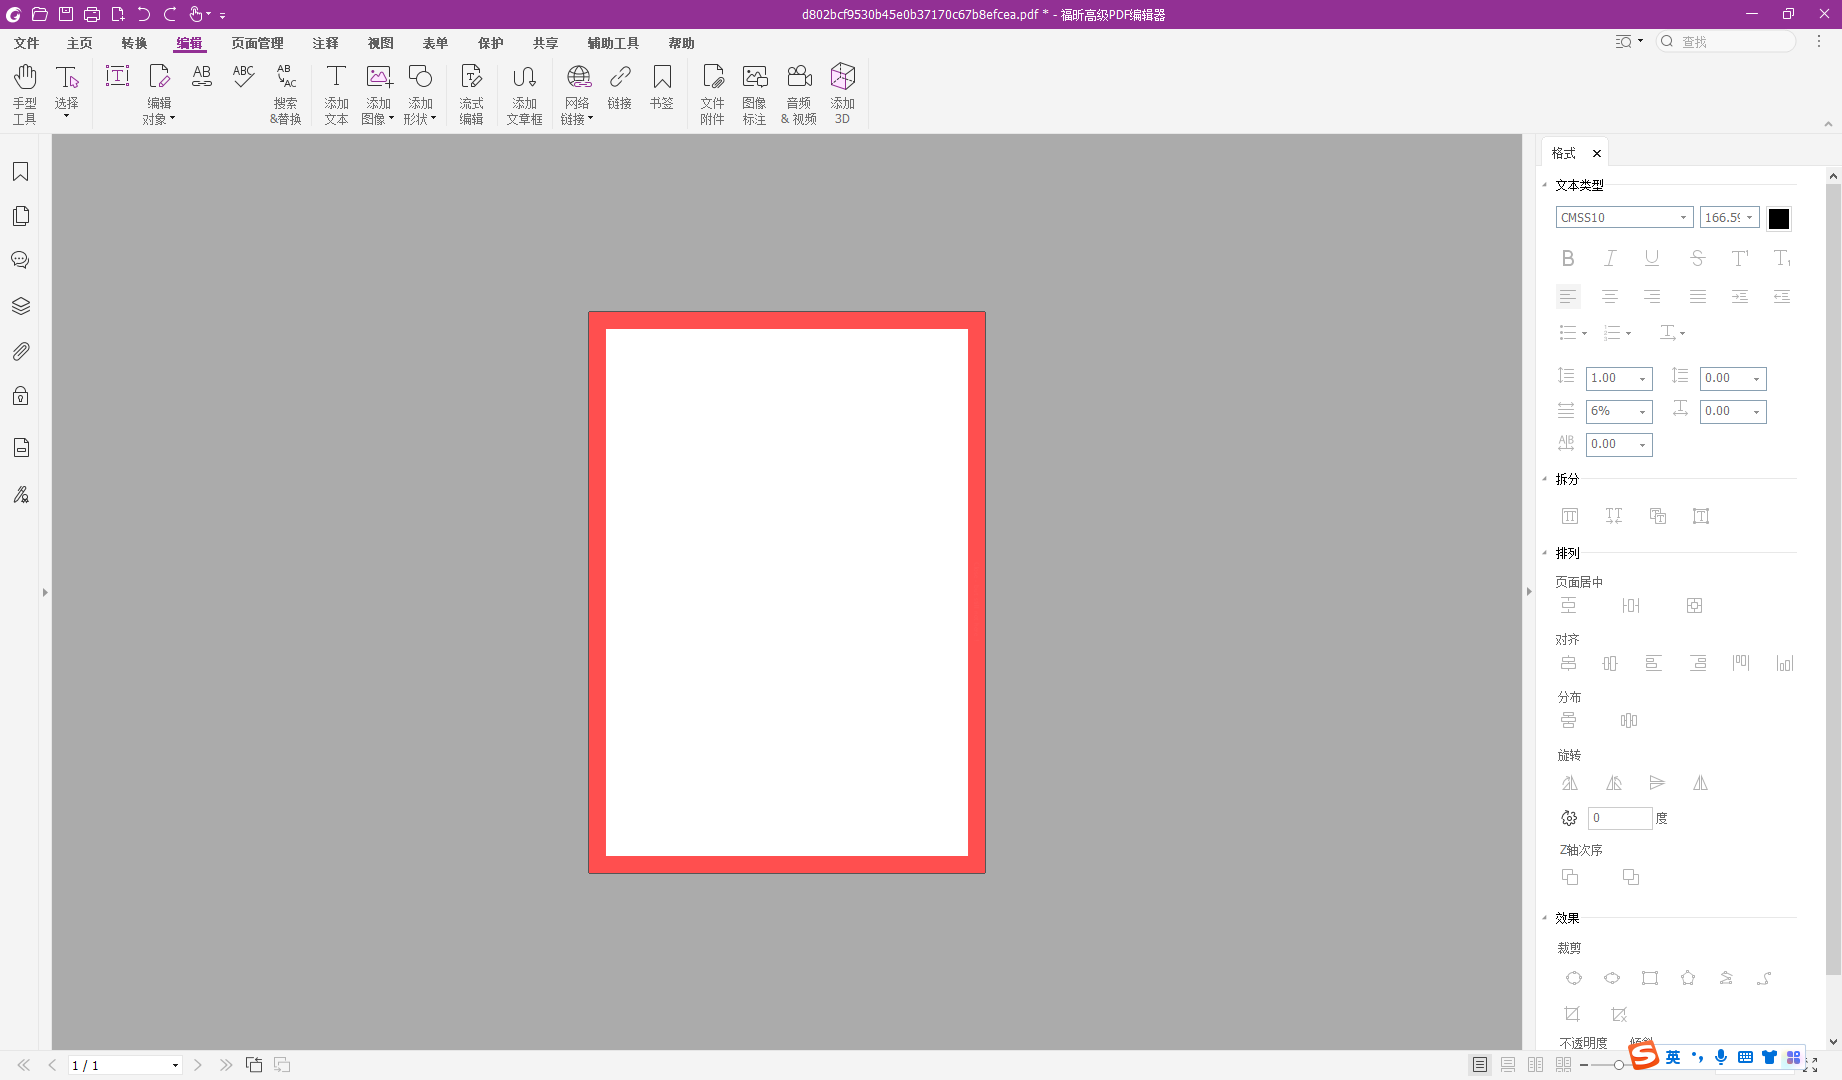 d802bcf9530b45e0b37170c67b8efcea.pdf * - 福昕高级PDF编辑器
文件 主页 转换 编辑 页面管理 注释 视图 表单 保护 共享 辅助工具 帮助
查找
手型
工具
选择
编辑
对象
搜索
&替换
添加
文本
添加
图像
添加
形状
流式
编辑
添加
文章框
网络
链接
链接
书签
文件
附件
图像
标注
音频
& 视频
添加
3D
格式
文本类型
CMSS10 166.59
1.00 0.00
6% 0.00
0.00
拆分
排列
页面居中
对齐
分布
旋转
0 度
Z轴次序
效果
裁剪
不透明度
英
1 / 1